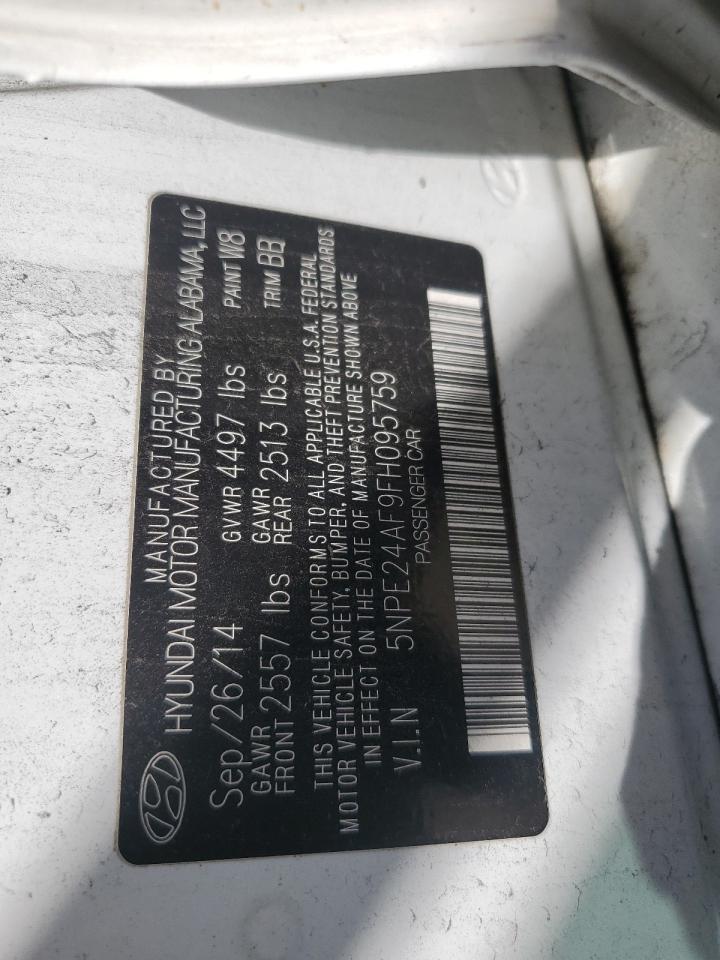 MANUFACTURED BY
HYUNDAI MOTOR MANUFACTURING ALABAMA, LLC
Sep/26/14 GVWR 4497 lbs PAINT W8
GAWR FRONT 2557 lbs GAWR REAR 2513 lbs TRIM BB
THIS VEHICLE CONFORMS TO ALL APPLICABLE U.S.A. FEDERAL
MOTOR VEHICLE SAFETY, BUMPER, AND THEFT PREVENTION STANDARDS
IN EFFECT ON THE DATE OF MANUFACTURE SHOWN ABOVE
V.I.N 5NPE24AF9FH095759
PASSENGER CAR